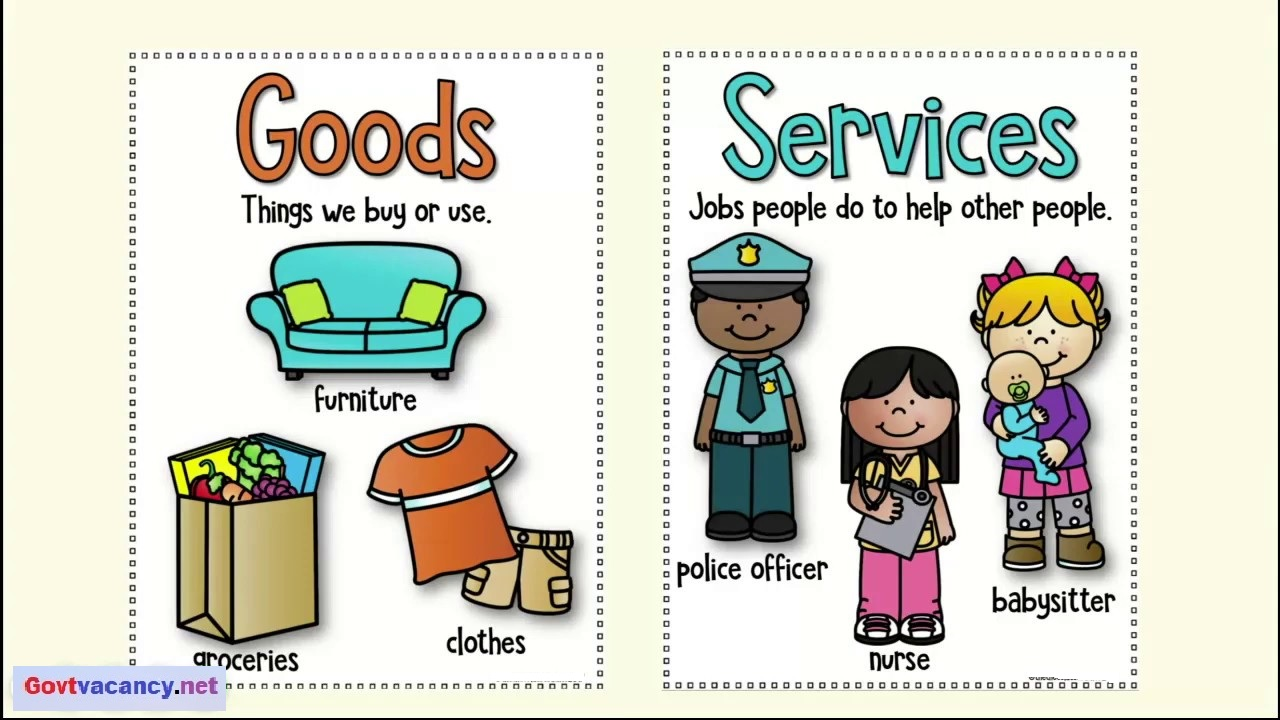 Goods
Things we buy or use.
furniture
groceries
clothes
Services
Jobs people do to help other people.
police officer
nurse
babysitter
Govtvacancy.net